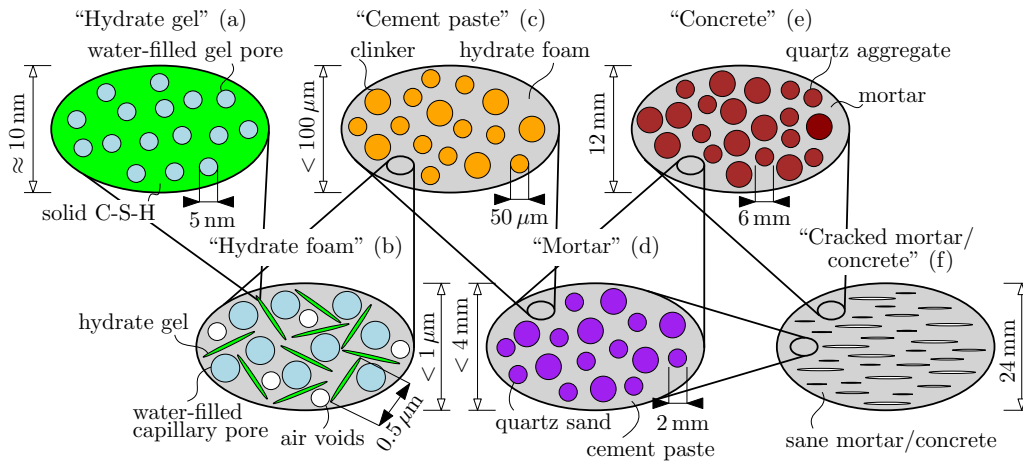 “Hydrate gel” (a)
water-filled gel pore
≈ 10 nm
solid C-S-H
5 nm
“Cement paste” (c)
clinker
hydrate foam
< 100 μm
50 μm
“Concrete” (e)
quartz aggregate
mortar
12 mm
6 mm
“Hydrate foam” (b)
hydrate gel
water-filled
capillary pore
air voids
0.5 μm
< 1 μm
“Mortar” (d)
< 4 mm
quartz sand
cement paste
2 mm
“Cracked mortar/
concrete” (f)
24 mm
sane mortar/concrete